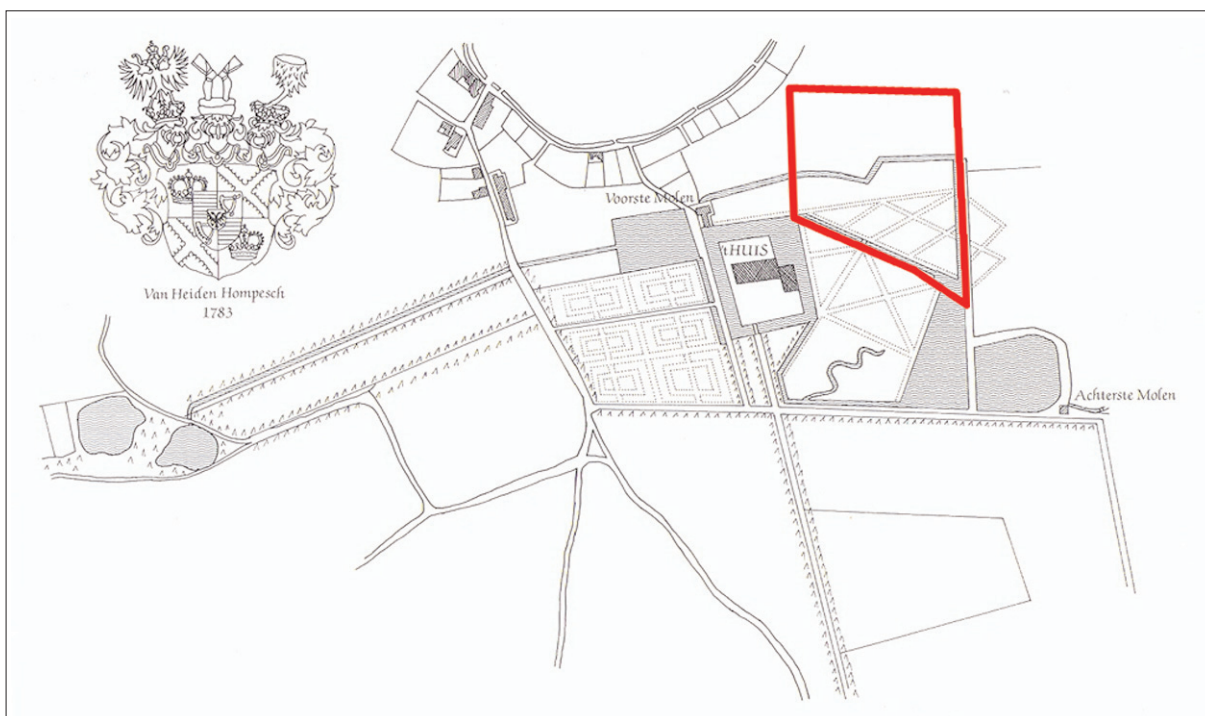 Van Heiden Hompesch
1783
Voorste Molen
't HUIS
Achterste Molen